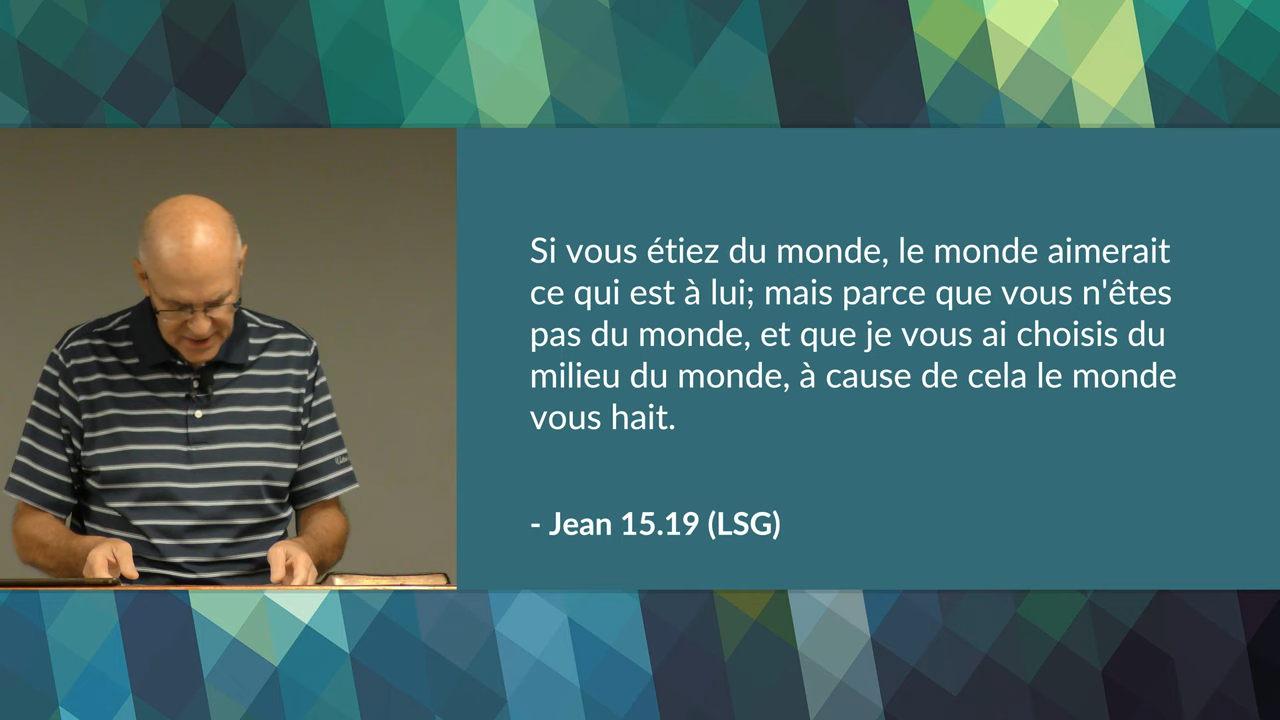 Si vous étiez du monde, le monde aimerait
ce qui est à lui; mais parce que vous n'êtes
pas du monde, et que je vous ai choisis du
milieu du monde, à cause de cela le monde
vous hait.
- Jean 15.19 (LSG)